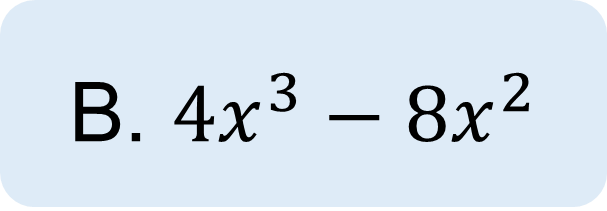 B. 4x³ − 8x²